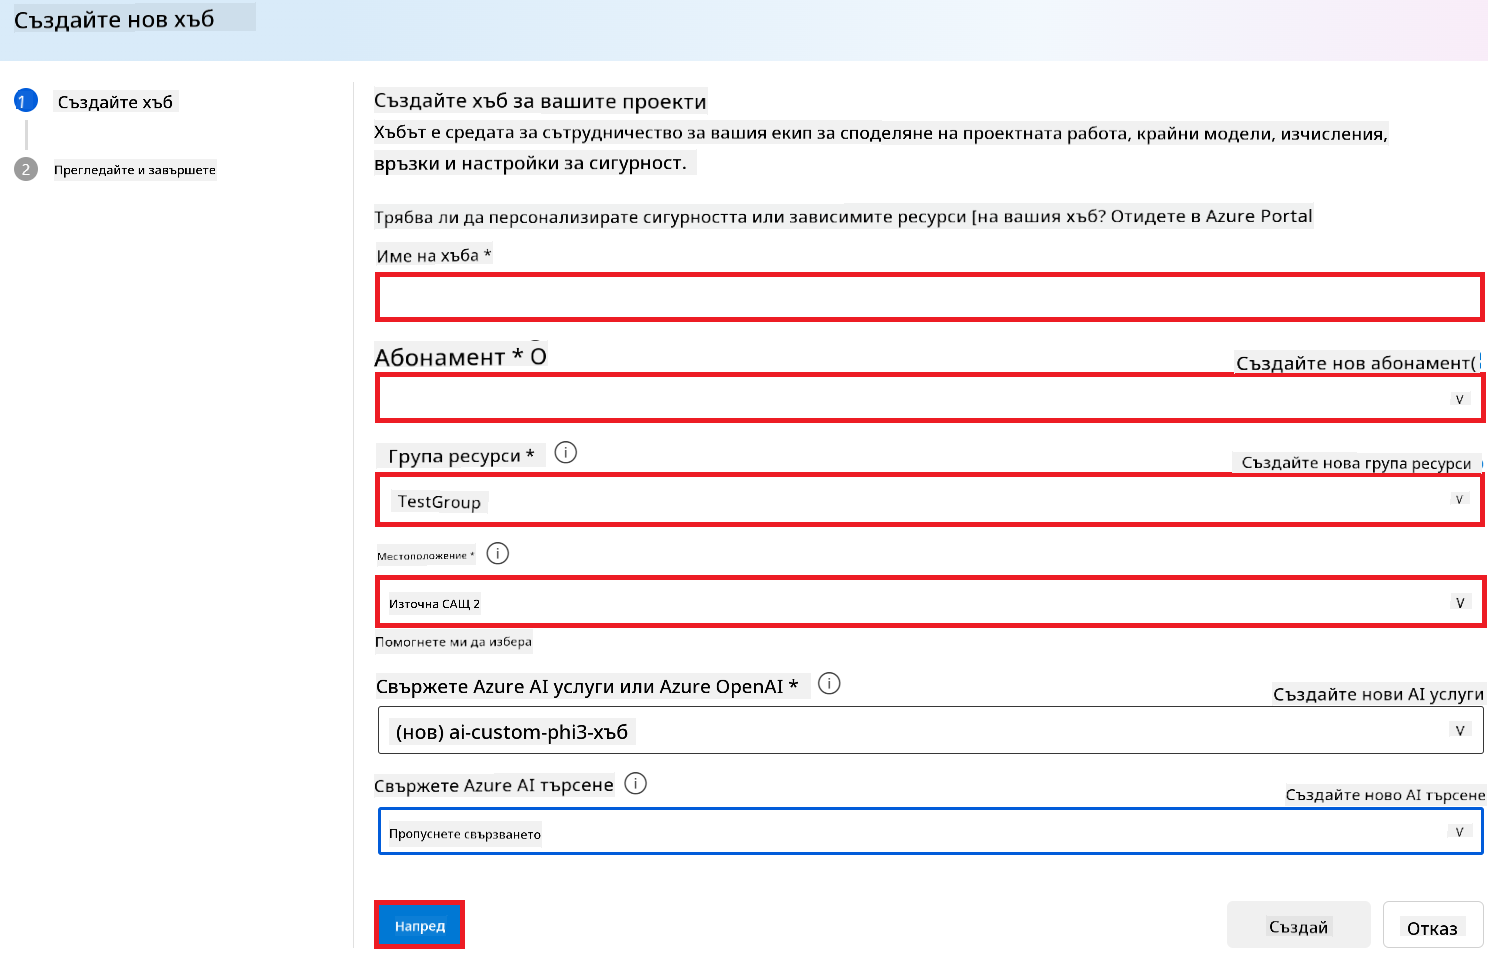 Създайте нов хъб
1 Създайте хъб
2 Прегледайте и завършете
Създайте хъб за вашите проекти
Хъбът е средата за сътрудничество за вашия екип за споделяне на проектната работа, крайни модели, изчисления,
връзки и настройки за сигурност.
Трябва ли да персонализирате сигурността или зависимите ресурси [на вашия хъб? Отидете в Azure Portal
Име на хъба *
Абонамент * О
Създайте нов абонамент(
V
Група ресурси *
Създайте нова група ресурси
TestGroup
V
Местоположение *
Източна САЩ 2
V
Помогнете ми да избера
Свържете Azure AI услуги или Azure OpenAI *
Създайте нови AI услуги
(нов) ai-custom-phi3-хъб
V
Свържете Azure AI търсене
Създайте ново AI търсене
Пропуснете свързването
V
Напред
Създай
Отказ